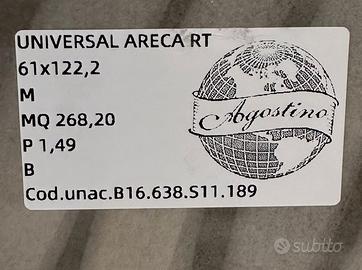 UNIVERSAL ARECA RT
61x122,2
M
MQ 268,20
P 1,49
B
Cod.unac.B16.638.S11.189
Agostino
subito